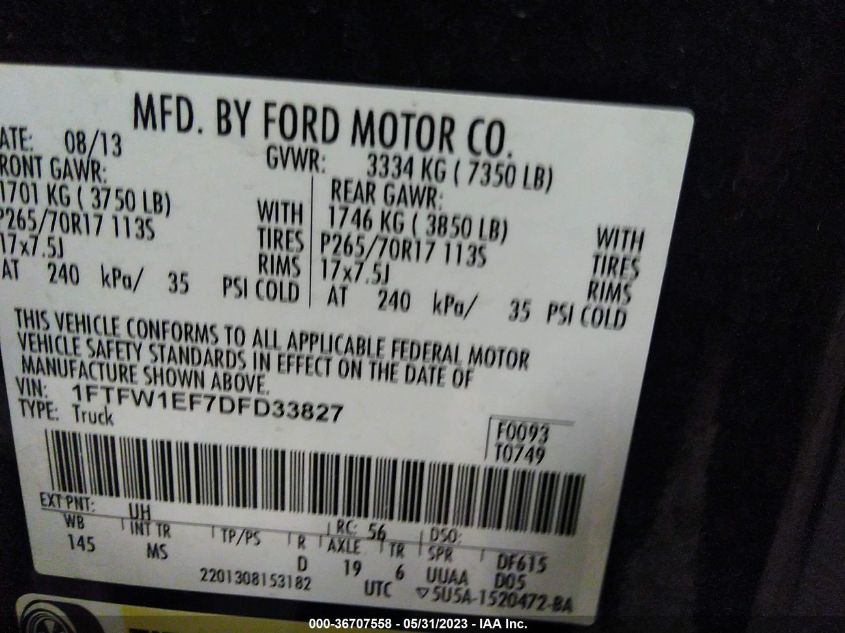 MFD. BY FORD MOTOR CO.
ATE: 08/13 GVWR: 3334 KG ( 7350 LB)
RONT GAWR: REAR GAWR:
1701 KG ( 3750 LB) WITH 1746 KG ( 3850 LB) WITH
P265/70R17 113S TIRES P265/70R17 113S TIRES
17x7.5J RIMS 17x7.5J RIMS
AT 240 kPa/ 35 PSI COLD AT 240 kPa/ 35 PSI COLD
THIS VEHICLE CONFORMS TO ALL APPLICABLE FEDERAL MOTOR
VEHICLE SAFETY STANDARDS IN EFFECT ON THE DATE OF
MANUFACTURE SHOWN ABOVE.
VIN: 1FTFW1EF7DFD33827
TYPE: Truck
F0093
T0749
EXT PNT: UH RC: 56 DSO:
WB INT TR TP/PS R AXLE TR SPR DF615
145 MS D 19 6 UUAA D05
2201308153182 UTC ▽5U5A-1520472-BA
000-36707558 - 05/31/2023 - IAA Inc.